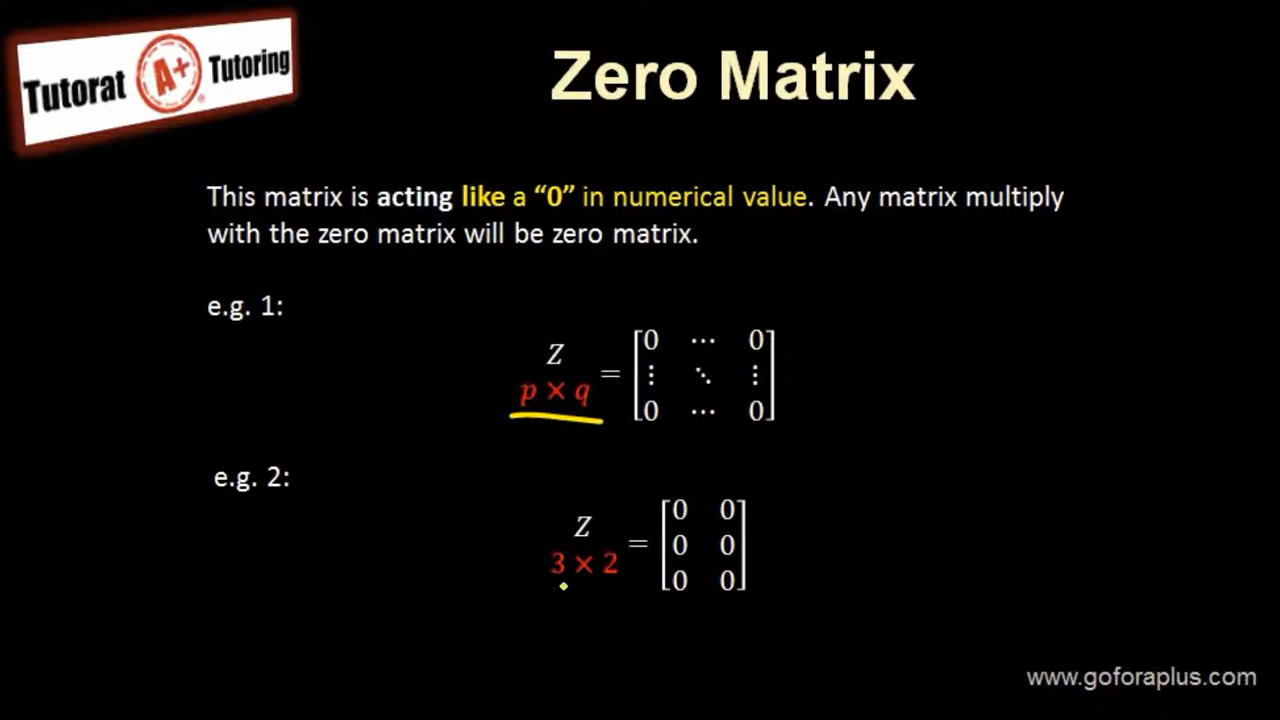 Tutorat A+ Tutoring
Zero Matrix
This matrix is acting like a “0” in numerical value. Any matrix multiply
with the zero matrix will be zero matrix.
e.g. 1:
Z
p × q
=
0 ⋯ 0
⋮ ⋱ ⋮
0 ⋯ 0
e.g. 2:
Z
3 × 2
=
0 0
0 0
0 0
www.goforaplus.com